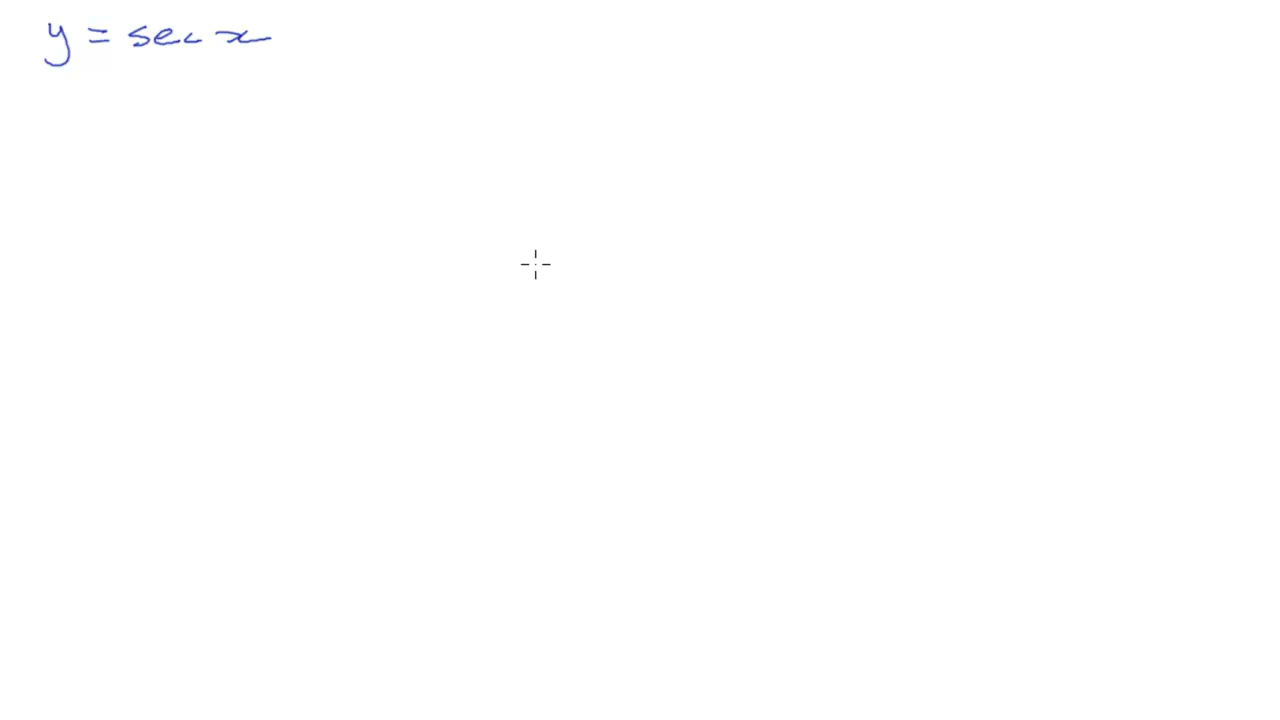 y = sec x